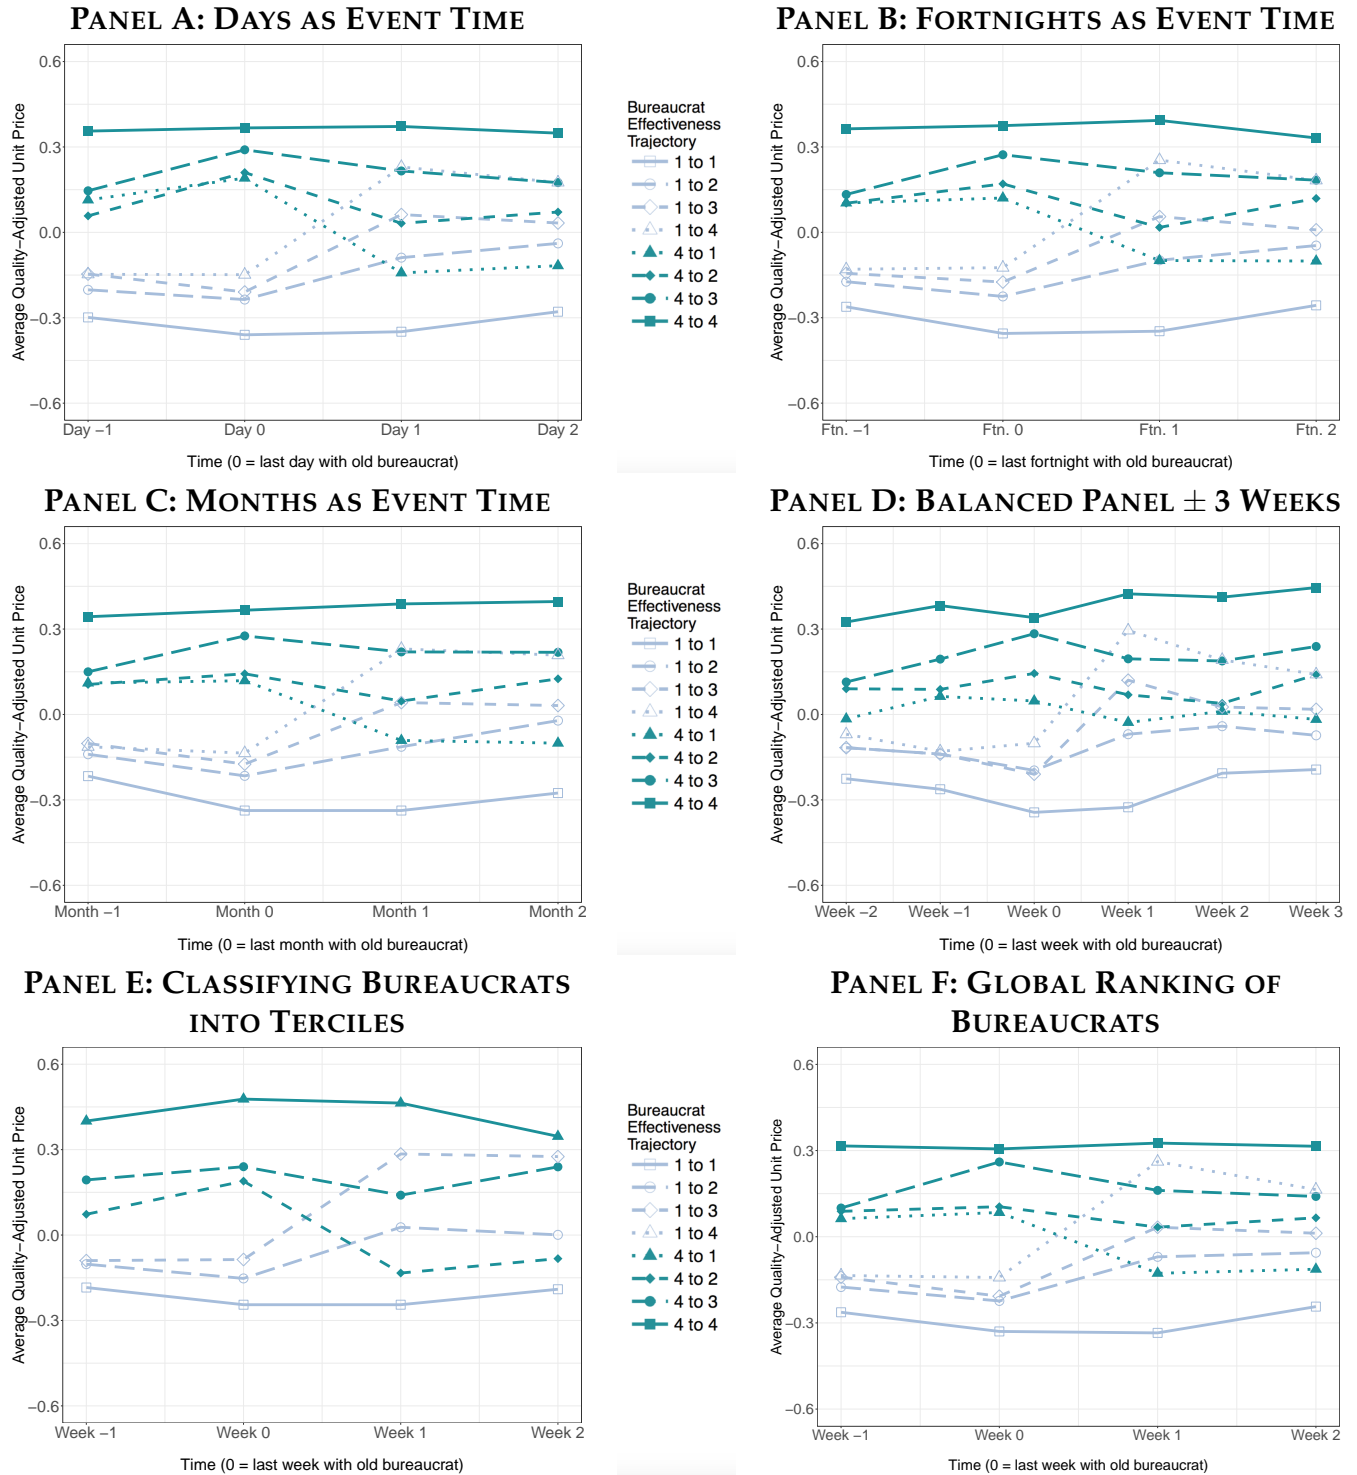 PANEL A: DAYS AS EVENT TIME
0.6
0.3
0.0
−0.3
−0.6
Average Quality−Adjusted Unit Price
Day −1 Day 0 Day 1 Day 2
Time (0 = last day with old bureaucrat)
Bureaucrat
Effectiveness
Trajectory
1 to 1
1 to 2
1 to 3
1 to 4
4 to 1
4 to 2
4 to 3
4 to 4
PANEL B: FORTNIGHTS AS EVENT TIME
0.6
0.3
0.0
−0.3
−0.6
Average Quality−Adjusted Unit Price
Ftn. −1 Ftn. 0 Ftn. 1 Ftn. 2
Time (0 = last fortnight with old bureaucrat)
PANEL C: MONTHS AS EVENT TIME
0.6
0.3
0.0
−0.3
−0.6
Average Quality−Adjusted Unit Price
Month −1 Month 0 Month 1 Month 2
Time (0 = last month with old bureaucrat)
Bureaucrat
Effectiveness
Trajectory
1 to 1
1 to 2
1 to 3
1 to 4
4 to 1
4 to 2
4 to 3
4 to 4
PANEL D: BALANCED PANEL ± 3 WEEKS
0.6
0.3
0.0
−0.3
−0.6
Average Quality−Adjusted Unit Price
Week −2 Week −1 Week 0 Week 1 Week 2 Week 3
Time (0 = last week with old bureaucrat)
PANEL E: CLASSIFYING BUREAUCRATS
INTO TERCILES
0.6
0.3
0.0
−0.3
−0.6
Average Quality−Adjusted Unit Price
Week −1 Week 0 Week 1 Week 2
Time (0 = last week with old bureaucrat)
Bureaucrat
Effectiveness
Trajectory
1 to 1
1 to 2
1 to 3
1 to 4
4 to 1
4 to 2
4 to 3
4 to 4
PANEL F: GLOBAL RANKING OF
BUREAUCRATS
0.6
0.3
0.0
−0.3
−0.6
Average Quality−Adjusted Unit Price
Week −1 Week 0 Week 1 Week 2
Time (0 = last week with old bureaucrat)